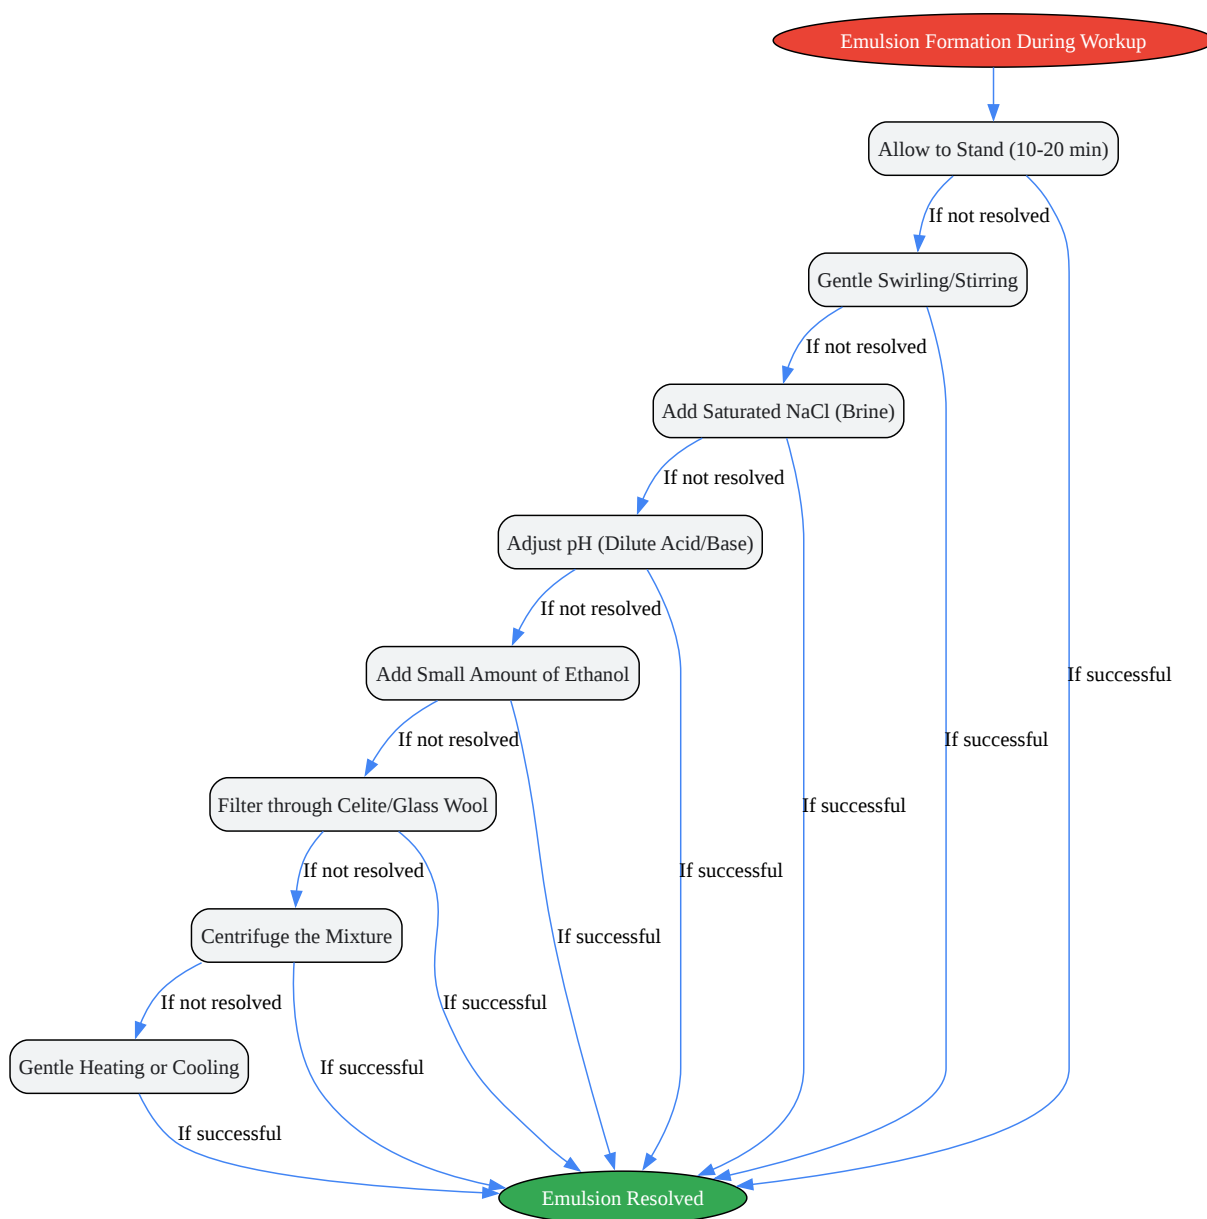 Emulsion Formation During Workup
Allow to Stand (10-20 min)
If not resolved
Gentle Swirling/Stirring
If not resolved
Add Saturated NaCl (Brine)
If not resolved
Adjust pH (Dilute Acid/Base)
If not resolved
Add Small Amount of Ethanol
If successful
If not resolved
If successful
Filter through Celite/Glass Wool
If successful
If not resolved
If successful
Centrifuge the Mixture
If successful
If not resolved
If successful
Gentle Heating or Cooling
If successful
If successful
Emulsion Resolved